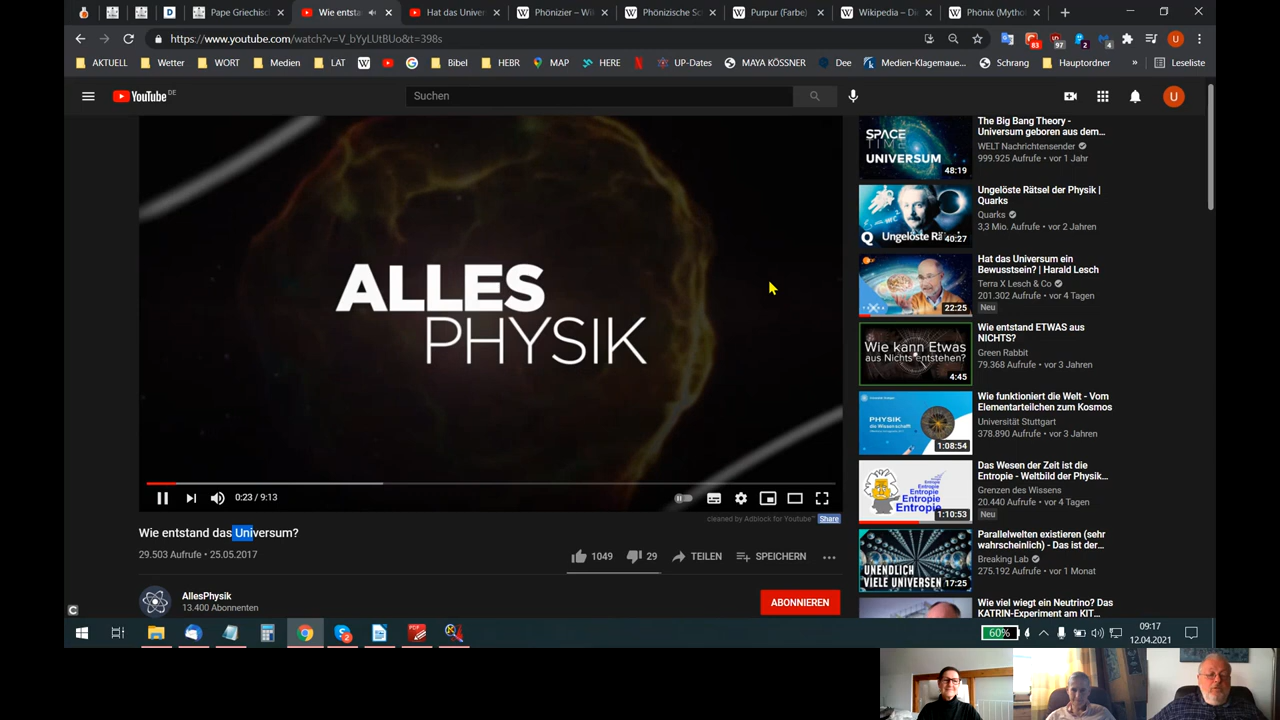 Pape Griechisc
Wie entsta
Hat das Univer
Phönizier – Wi
Phönizische Sc
Purpur (Farbe)
Wikipedia – Di
Phönix (Mytho
https://www.youtube.com/watch?v=V_bYyLUtBUo&t=398s
83
97
2
4
U
AKTUELL
Wetter
WORT
Medien
LAT
Bibel
HEBR
MAP
HERE
UP-Dates
MAYA KÖSSNER
Dee
Medien-Klagemaue...
Schrang
Hauptordner
»
Leseliste
YouTube DE
Suchen
U
ALLES
PHYSIK
0:23 / 9:13
cleaned by Adblock for Youtube™
Share
Wie entstand das Universum?
29.503 Aufrufe • 25.05.2017
1049
29
TEILEN
SPEICHERN
AllesPhysik
13.400 Abonnenten
ABONNIEREN
SPACE
TIME
UNIVERSUM
48:19
The Big Bang Theory -
Universum geboren aus dem...
WELT Nachrichtensender
999.925 Aufrufe • vor 1 Jahr
Q Ungelöste Rä
40:27
Ungelöste Rätsel der Physik |
Quarks
Quarks
3,3 Mio. Aufrufe • vor 2 Jahren
22:25
Hat das Universum ein
Bewusstsein? | Harald Lesch
Terra X Lesch & Co
201.302 Aufrufe • vor 4 Tagen
Neu
Wie kann Etwas
aus Nichts entstehen?
4:45
Wie entstand ETWAS aus
NICHTS?
Green Rabbit
79.368 Aufrufe • vor 3 Jahren
PHYSIK
die Wissenschaft
1:08:54
Wie funktioniert die Welt - Vom
Elementarteilchen zum Kosmos
Universität Stuttgart
378.890 Aufrufe • vor 3 Jahren
Entropie
Entropie
Entropie
Entropie
1:10:53
Das Wesen der Zeit ist die
Entropie - Weltbild der Physik...
Grenzen des Wissens
20.440 Aufrufe • vor 4 Tagen
Neu
UNENDLICH
VIELE UNIVERSEN
17:25
Parallelwelten existieren (sehr
wahrscheinlich) - Das ist der...
Breaking Lab
275.192 Aufrufe • vor 1 Monat
Wie viel wiegt ein Neutrino? Das
KATRIN-Experiment am KIT
60%
09:17
12.04.2021